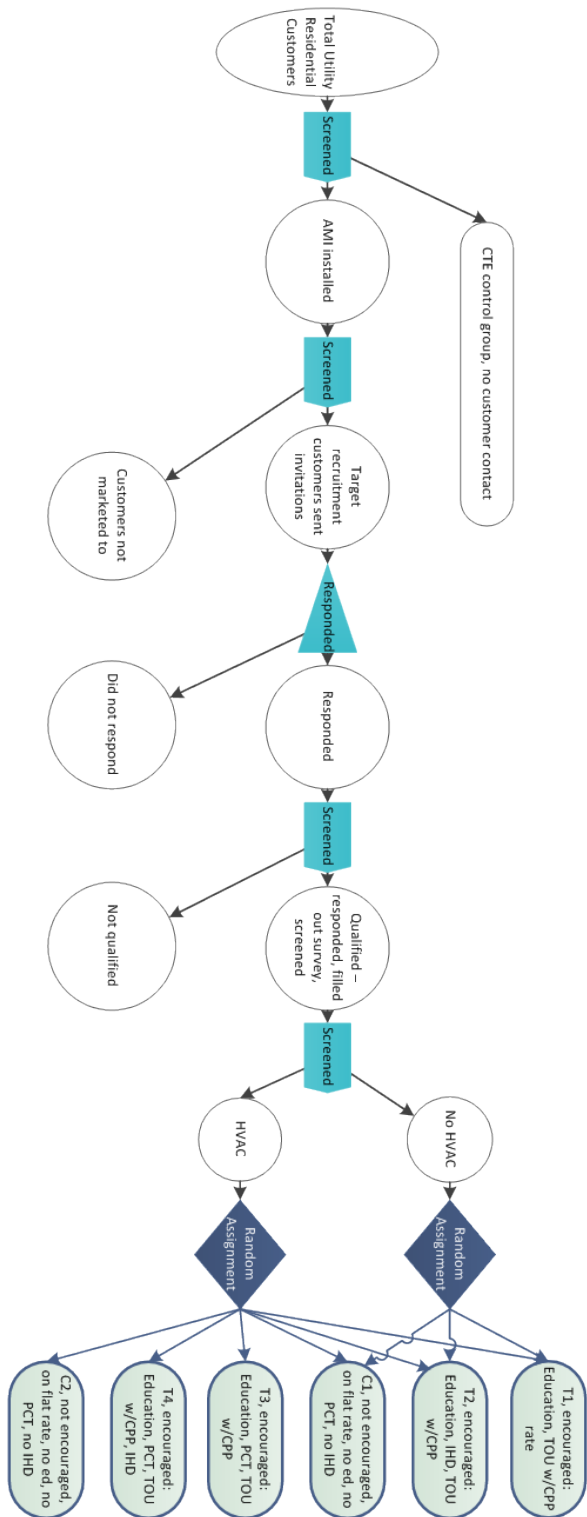 Total Utility
Residential
Customers
Screened
CTE control group, no customer contact
AMI installed
Screened
Customers not
marketed to
Target
recruitment
customers sent
invitations
Responded
Did not respond
Responded
Screened
Not qualified
Qualified –
responded, filled
out survey,
screened
Screened
No HVAC
HVAC
Random
Assignment
Random
Assignment
T1, encouraged:
Education, TOU w/CPP
rate
T2, encouraged:
Education, IHD, TOU
w/CPP
C1, not encouraged,
on flat rate, no ed, no
PCT, no IHD
T3, encouraged:
Education, PCT, TOU
w/CPP
T4, encouraged:
Education, PCT, TOU
w/CPP, IHD
C2, not encouraged,
on flat rate, no ed, no
PCT, no IHD